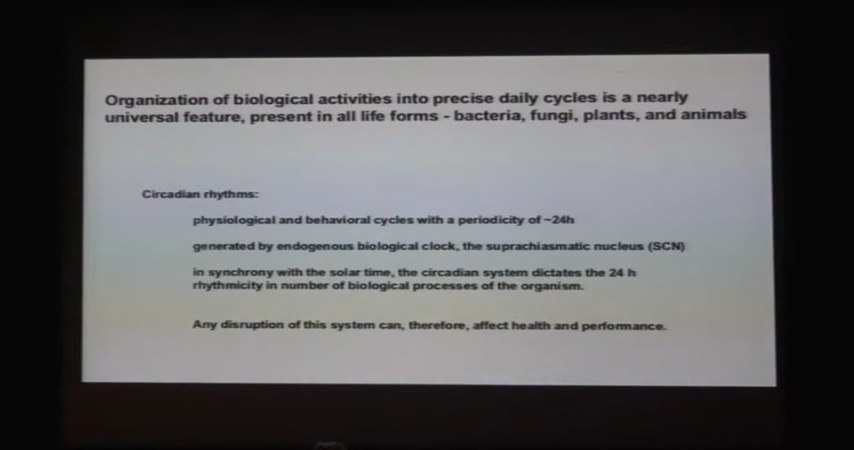 Organization of biological activities into precise daily cycles is a nearly
universal feature, present in all life forms - bacteria, fungi, plants, and animals
Circadian rhythms:
physiological and behavioral cycles with a periodicity of ~24h
generated by endogenous biological clock, the suprachiasmatic nucleus (SCN)
in synchrony with the solar time, the circadian system dictates the 24 h
rhythmicity in number of biological processes of the organism.
Any disruption of this system can, therefore, affect health and performance.